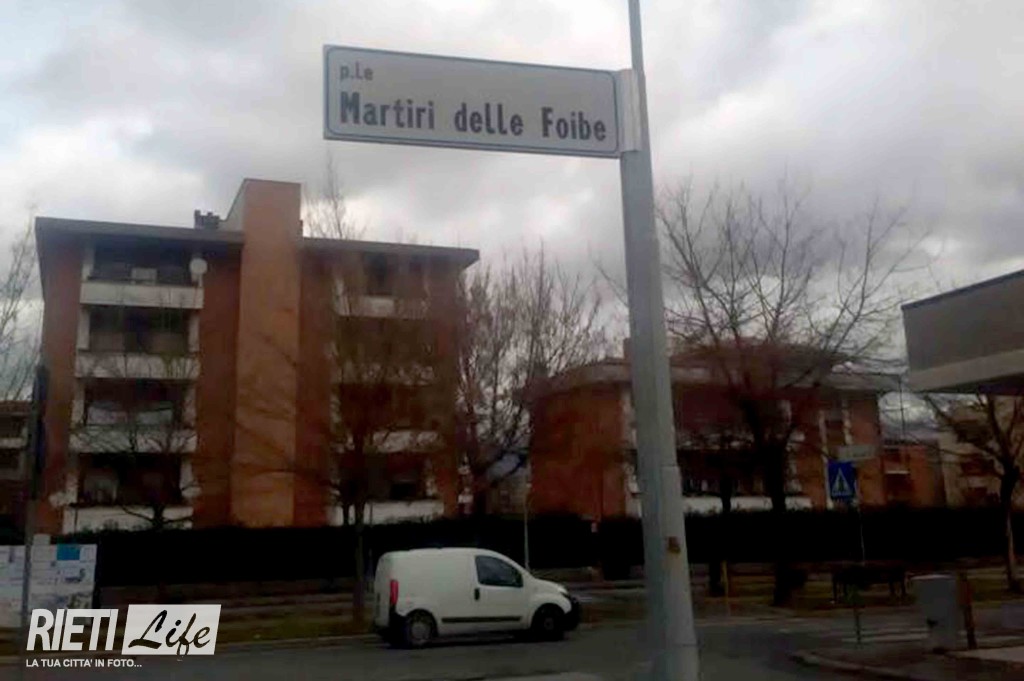 p.le
Martiri delle Foibe
RIETI Life
LA TUA CITTA' IN FOTO...